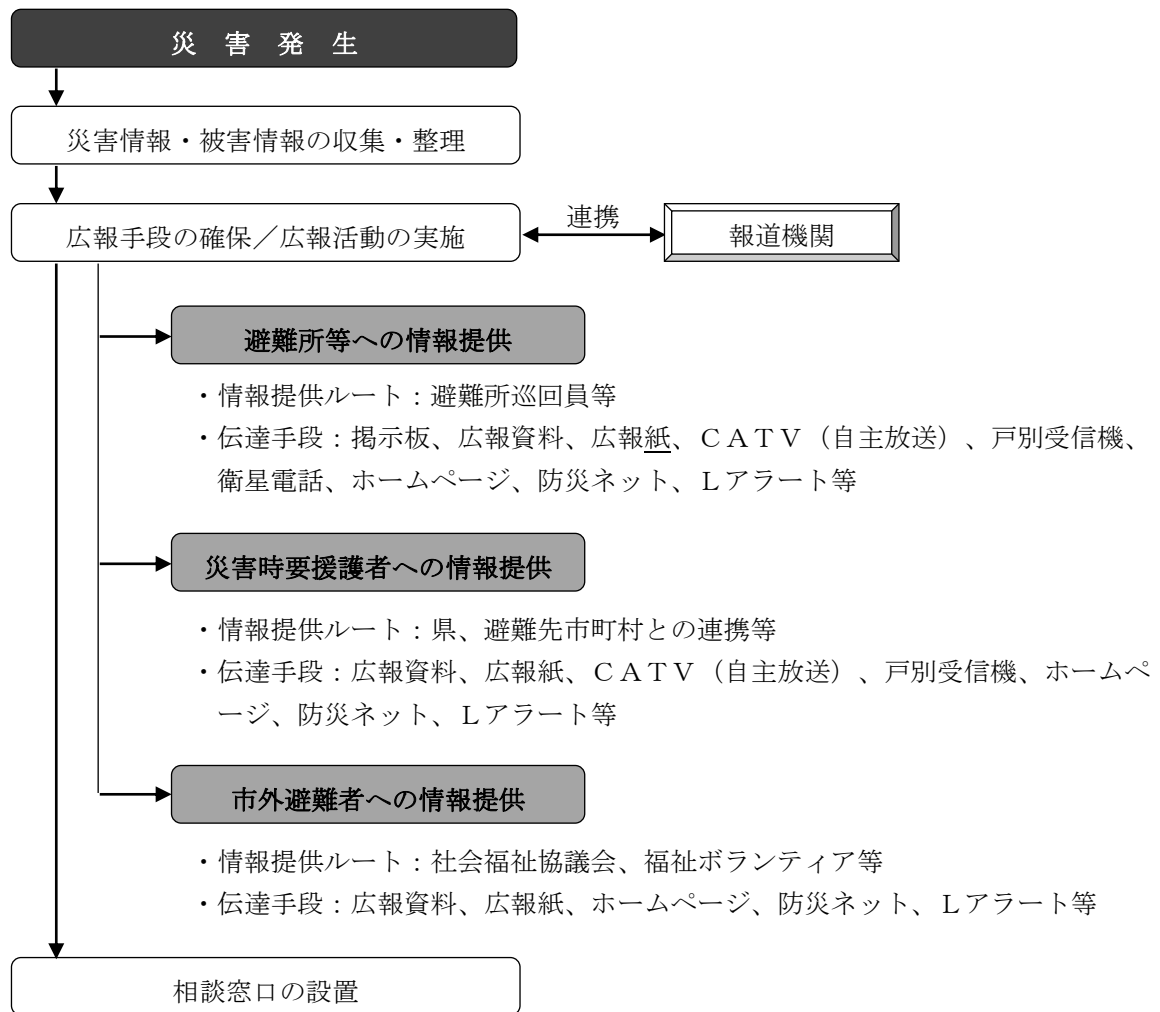 災 害 発 生
災害情報・被害情報の収集・整理
広報手段の確保／広報活動の実施
連携
報道機関
避難所等への情報提供
・情報提供ルート：避難所巡回員等
・伝達手段：掲示板、広報資料、広報紙、ＣＡＴＶ（自主放送）、戸別受信機、
衛星電話、ホームページ、防災ネット、Ｌアラート等
災害時要援護者への情報提供
・情報提供ルート：県、避難先市町村との連携等
・伝達手段：広報資料、広報紙、ＣＡＴＶ（自主放送）、戸別受信機、ホームペ
ージ、防災ネット、Ｌアラート等
市外避難者への情報提供
・情報提供ルート：社会福祉協議会、福祉ボランティア等
・伝達手段：広報資料、広報紙、ホームページ、防災ネット、Ｌアラート等
相談窓口の設置